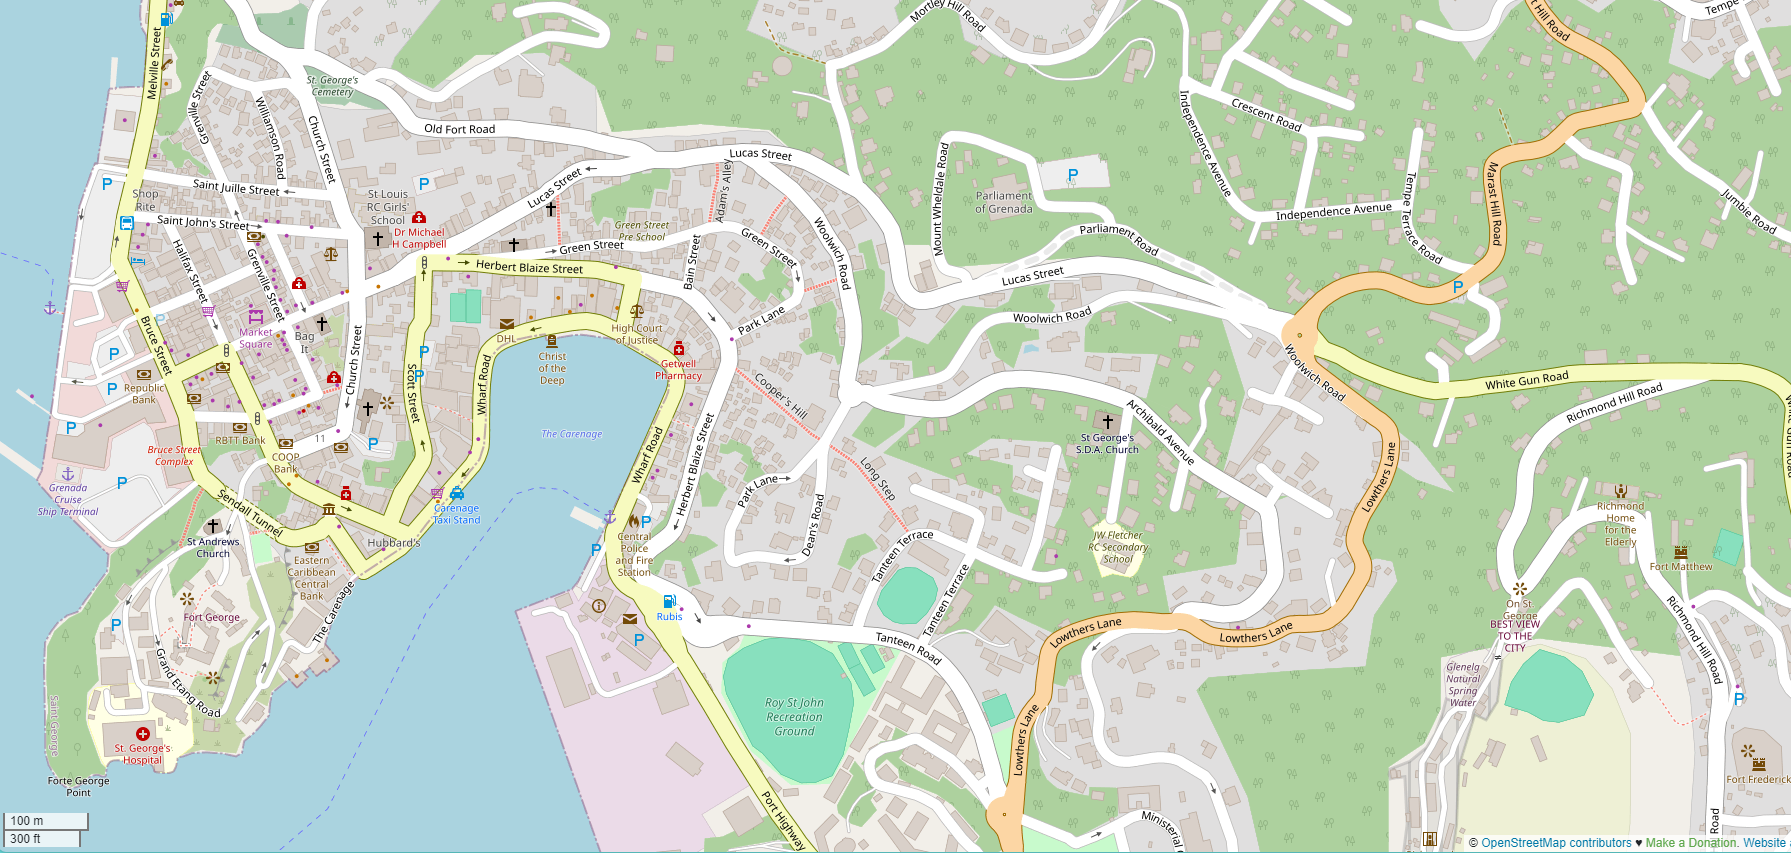 Melville Street
Mortley Hill Road
t Hill Road
Tempe
St. George's
Cemetery
Grenville Street
Williamson Road
Church Street
Old Fort Road
Lucas Street
Independence Avenue
Crescent Road
Saint Juille Street
Shop
Rite
Saint John's Street
St-Louis
RC Girls'
School
Dr Michael
H Campbell
Lucas Street
Adam's Alley
Green Street
Pre School
Green Street
Green Street
Herbert Blaize Street
Bain Street
Woolwich Road
Mount Wheldale Road
Parliament
of Grenada
Parliament Road
Lucas Street
Independence Avenue
Tempe Terrace Road
Marast Hill Road
Jumbie Road
Halifax Street
Grenville Street
Market
Square
Bag
It
Bruce Street
Republic
Bank
Church Street
Scott Street
Wharf Road
DHL
Christ
of the
Deep
High Court
of Justice
Getwell
Pharmacy
Park Lane
Cooper's Hill
Woolwich Road
Woolwich Road
White Gun Road
White Gun Road
Richmond Hill Road
The Carenage
Wharf Road
Herbert Blaize Street
RBTT Bank
11
COOP
Bank
Bruce Street
Complex
Grenada
Cruise
Ship Terminal
Sendall Tunnel
St Andrews
Church
Hubbard's
Eastern
Caribbean
Central
Bank
Carenage
Taxi Stand
Central
Police
and Fire
Station
Park Lane
Dean's Road
Long Step
Tanteen Terrace
Tanteen Terrace
St George's
S.D.A. Church
Archibald Avenue
JW Fletcher
RC Secondary
School
Lowthers Lane
Richmond
Home
for the
Elderly
Fort Matthew
On St
George
BEST VIEW
TO THE
CITY
Glenelg
Natural
Spring
Water
Richmond Hill Road
Fort George
The Carenage
Grand Etang Road
Saint George
St. George's
Hospital
Forte George
Point
Rubis
Tanteen Road
Lowthers Lane
Lowthers Lane
Lowthers Lane
Roy St John
Recreation
Ground
Port Highway
Fort Frederick
Road
Ministerial
100 m
300 ft
© OpenStreetMap contributors ♥ Make a Donation. Website